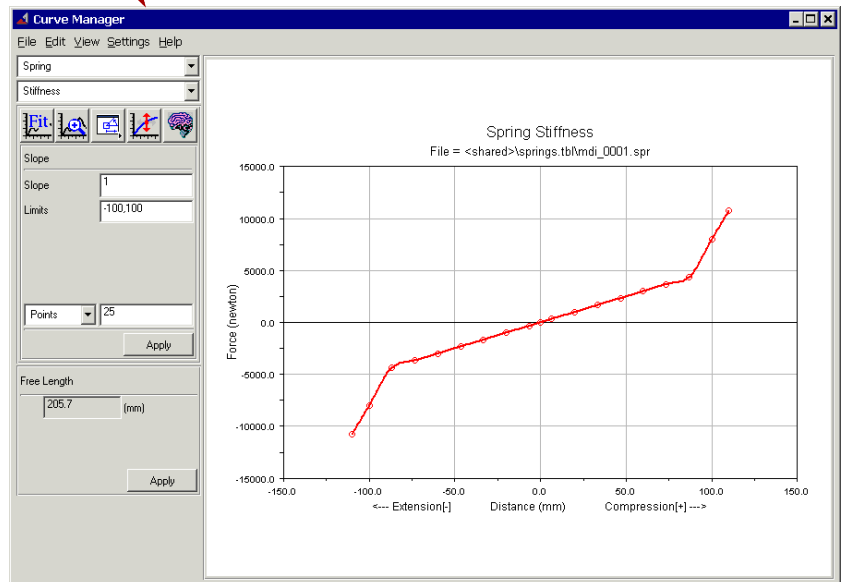 Curve Manager
File Edit View Settings Help
Spring
Stiffness
Fit
Slope
Slope 1
Limits -100,100
Points 25
Apply
Free Length
205.7 (mm)
Apply
Spring Stiffness
File = <shared>\springs.tbl\mdi_0001.spr
Force (newton)
15000.0
10000.0
5000.0
0.0
-5000.0
-10000.0
-15000.0
-150.0 -100.0 -50.0 0.0 50.0 100.0 150.0
<--- Extension[-] Distance (mm) Compression[+] --->